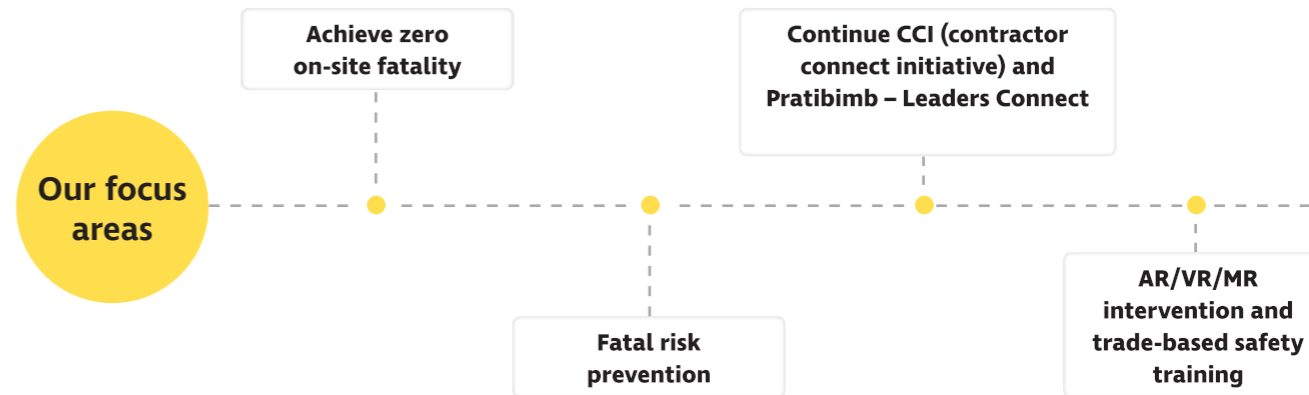 Our focus
areas
Achieve zero
on-site fatality
Fatal risk
prevention
Continue CCI (contractor
connect initiative) and
Pratibimb – Leaders Connect
AR/VR/MR
intervention and
trade-based safety
training